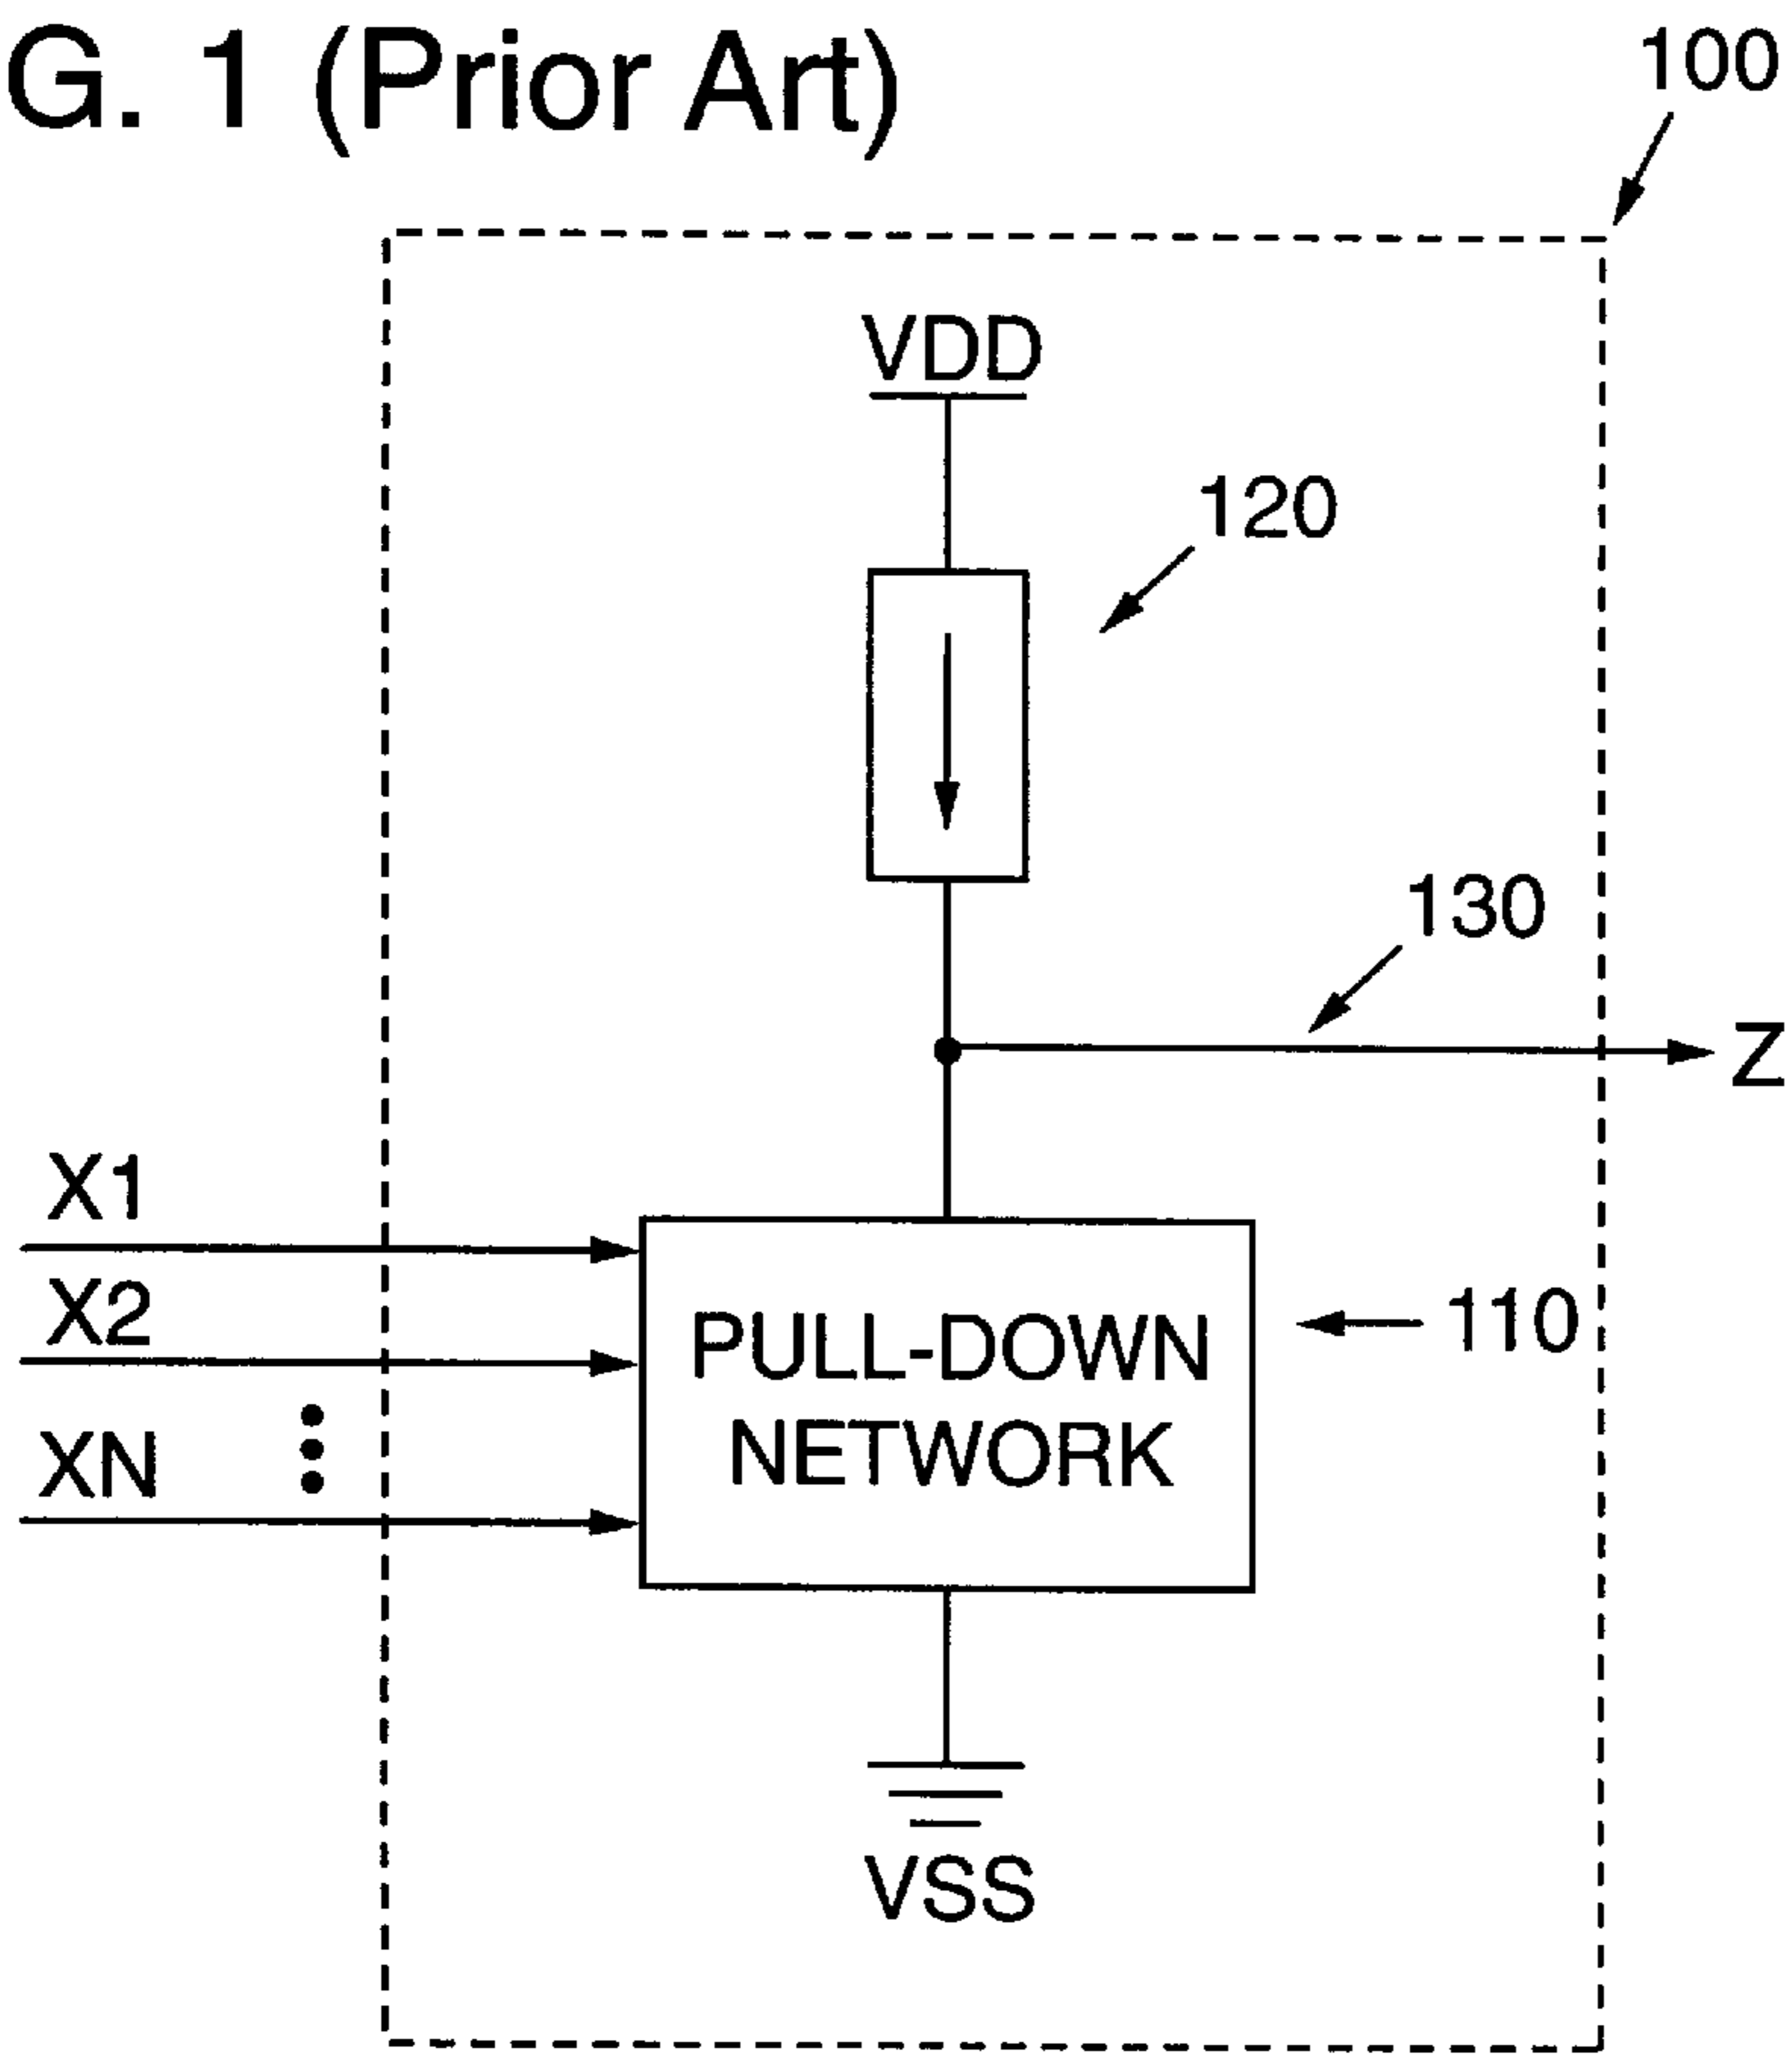 G. 1 (Prior Art)
100
VDD
120
130
Z
X1
X2
XN
PULL-DOWN
NETWORK
110
VSS